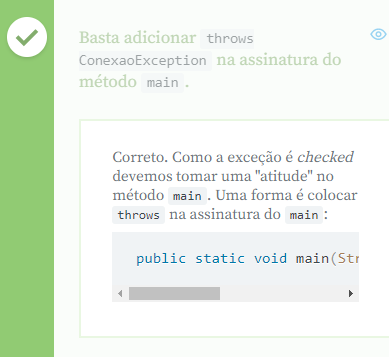 Basta adicionar throws
ConexaoException na assinatura do
método main.
Correto. Como a exceção é checked
devemos tomar uma "atitude" no
método main. Uma forma é colocar
throws na assinatura do main:
public static void main(Str